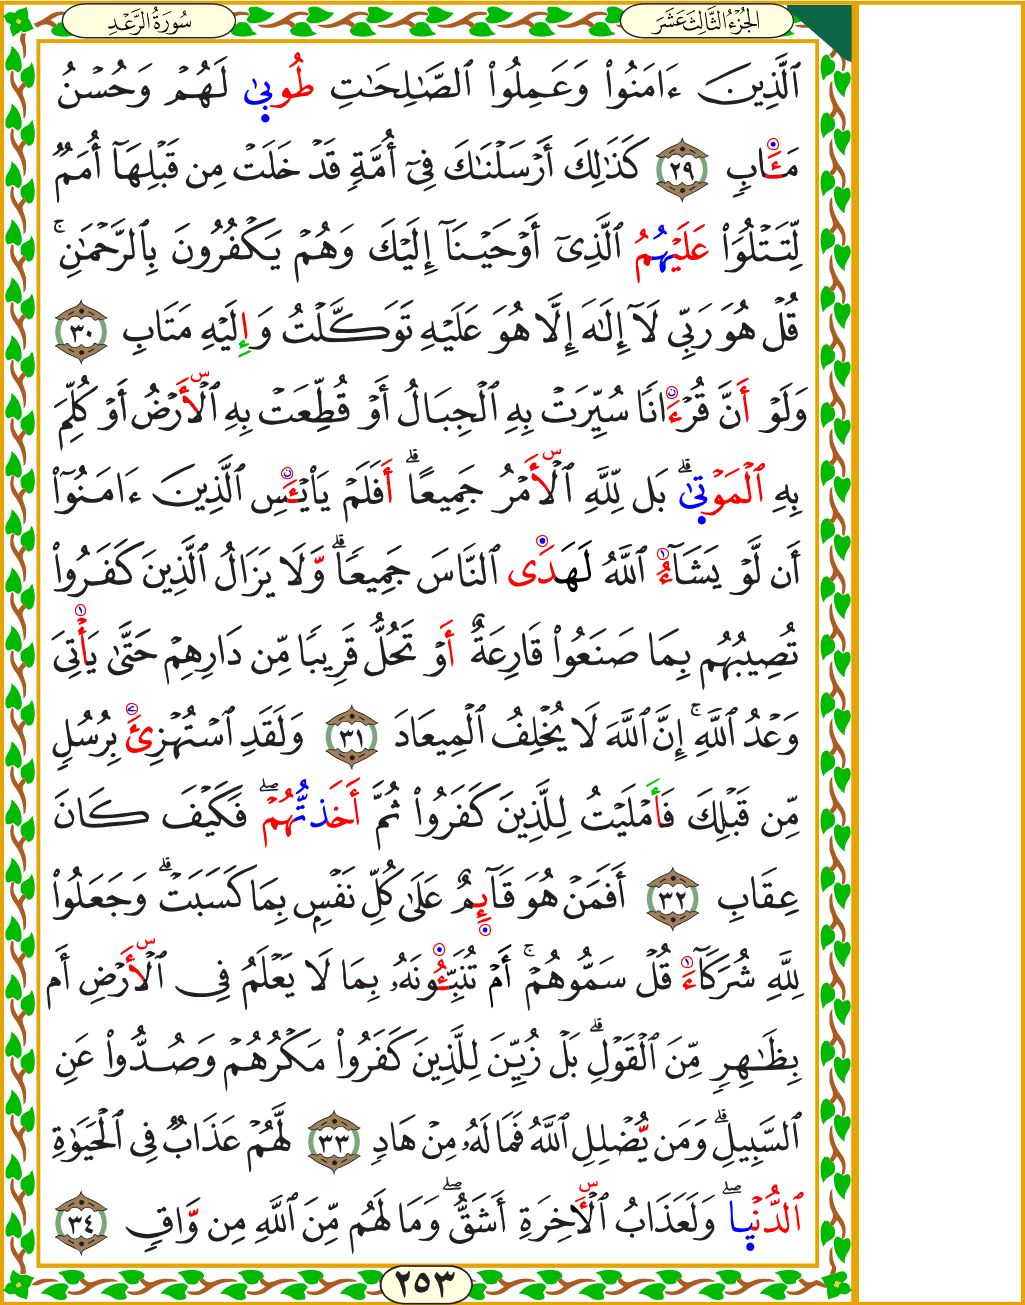 الجُزْءُ الثَّالِثَ عَشَرَ
سُورَةُ الرَّعْدِ
ٱلَّذِينَ ءَامَنُوا۟ وَعَمِلُوا۟ ٱلصَّـٰلِحَـٰتِ طُوبَىٰ لَهُمْ وَحُسْنُ
مَـَٔابٍ ٢٩ كَذَٰلِكَ أَرْسَلْنَـٰكَ فِىٓ أُمَّةٍ قَدْ خَلَتْ مِن قَبْلِهَآ أُمَمٌ
لِّتَتْلُوَا۟ عَلَيْهُمُ ٱلَّذِىٓ أَوْحَيْنَآ إِلَيْكَ وَهُمْ يَكْفُرُونَ بِٱلرَّحْمَـٰنِ ۚ
قُلْ هُوَ رَبِّى لَآ إِلَـٰهَ إِلَّا هُوَ عَلَيْهِ تَوَكَّلْتُ وَإِلَيْهِ مَتَابِ ٣٠
وَلَوْ أَنَّ قُرْءَانًا سُيِّرَتْ بِهِ ٱلْجِبَالُ أَوْ قُطِّعَتْ بِهِ ٱلْأَرْضُ أَوْ كُلِّمَ
بِهِ ٱلْمَوْتَىٰ ۗ بَل لِّلَّهِ ٱلْأَمْرُ جَمِيعًا ۗ أَفَلَمْ يَا۟يْـَٔسِ ٱلَّذِينَ ءَامَنُوٓا۟
أَن لَّوْ يَشَآءُ ٱللَّهُ لَهَدَى ٱلنَّاسَ جَمِيعًا ۗ وَلَا يَزَالُ ٱلَّذِينَ كَفَرُوا۟
تُصِيبُهُم بِمَا صَنَعُوا۟ قَارِعَةٌ أَوْ تَحُلُّ قَرِيبًا مِّن دَارِهِمْ حَتَّىٰ يَأْتِىَ
وَعْدُ ٱللَّهِ ۚ إِنَّ ٱللَّهَ لَا يُخْلِفُ ٱلْمِيعَادَ ٣١ وَلَقَدِ ٱسْتُهْزِئَ بِرُسُلٍ
مِّن قَبْلِكَ فَأَمْلَيْتُ لِلَّذِينَ كَفَرُوا۟ ثُمَّ أَخَذتُّهُمْ ۖ فَكَيْفَ كَانَ
عِقَابِ ٣٢ أَفَمَنْ هُوَ قَآئِمٌ عَلَىٰ كُلِّ نَفْسٍۭ بِمَا كَسَبَتْ ۗ وَجَعَلُوا۟
لِلَّهِ شُرَكَآءَ قُلْ سَمُّوهُمْ ۚ أَمْ تُنَبِّـُٔونَهُۥ بِمَا لَا يَعْلَمُ فِى ٱلْأَرْضِ أَم
بِظَـٰهِرٍ مِّنَ ٱلْقَوْلِ ۗ بَلْ زُيِّنَ لِلَّذِينَ كَفَرُوا۟ مَكْرُهُمْ وَصُدُّوا۟ عَنِ
ٱلسَّبِيلِ ۗ وَمَن يُضْلِلِ ٱللَّهُ فَمَا لَهُۥ مِنْ هَادٍ ٣٣ لَّهُمْ عَذَابٌ فِى ٱلْحَيَوٰةِ
ٱلدُّنْيَا ۖ وَلَعَذَابُ ٱلْـَٔاخِرَةِ أَشَقُّ ۖ وَمَا لَهُم مِّنَ ٱللَّهِ مِن وَاقٍ ٣٤
٢٥٣